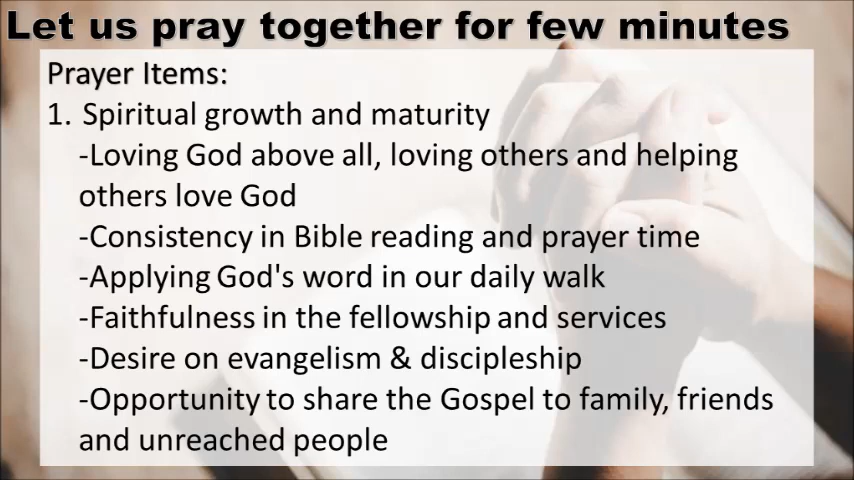 Let us pray together for few minutes
Prayer Items:
1. Spiritual growth and maturity
-Loving God above all, loving others and helping
others love God
-Consistency in Bible reading and prayer time
-Applying God's word in our daily walk
-Faithfulness in the fellowship and services
-Desire on evangelism & discipleship
-Opportunity to share the Gospel to family, friends
and unreached people